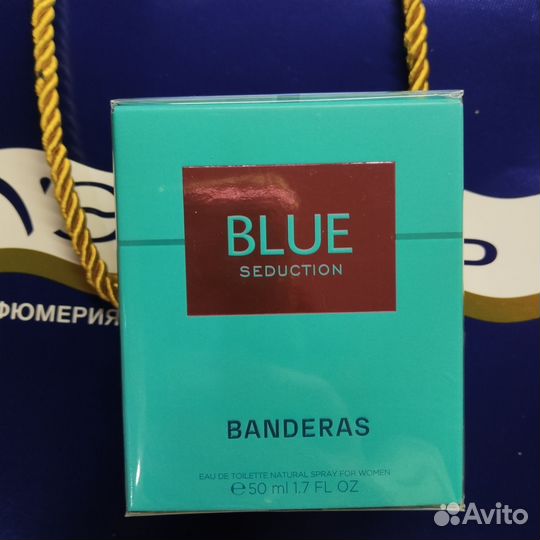 BLUE
SEDUCTION
ФЮМЕРИЯ
BANDERAS
EAU DE TOILETTE NATURAL SPRAY FOR WOMEN
℮ 50 ml 1.7 FL OZ
Avito